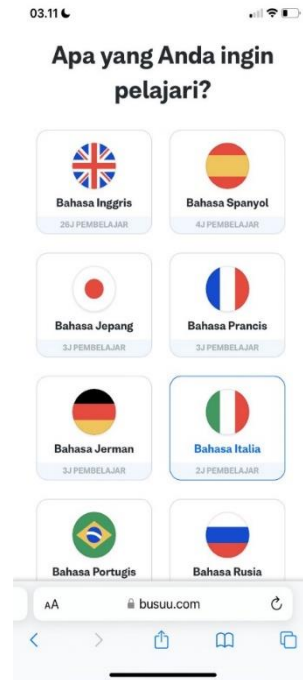 03.11
Apa yang Anda ingin
pelajari?
Bahasa Inggris
26J PEMBELAJAR
Bahasa Spanyol
4J PEMBELAJAR
Bahasa Jepang
3J PEMBELAJAR
Bahasa Prancis
3J PEMBELAJAR
Bahasa Jerman
3J PEMBELAJAR
Bahasa Italia
2J PEMBELAJAR
Bahasa Portugis
Bahasa Rusia
AA
busuu.com